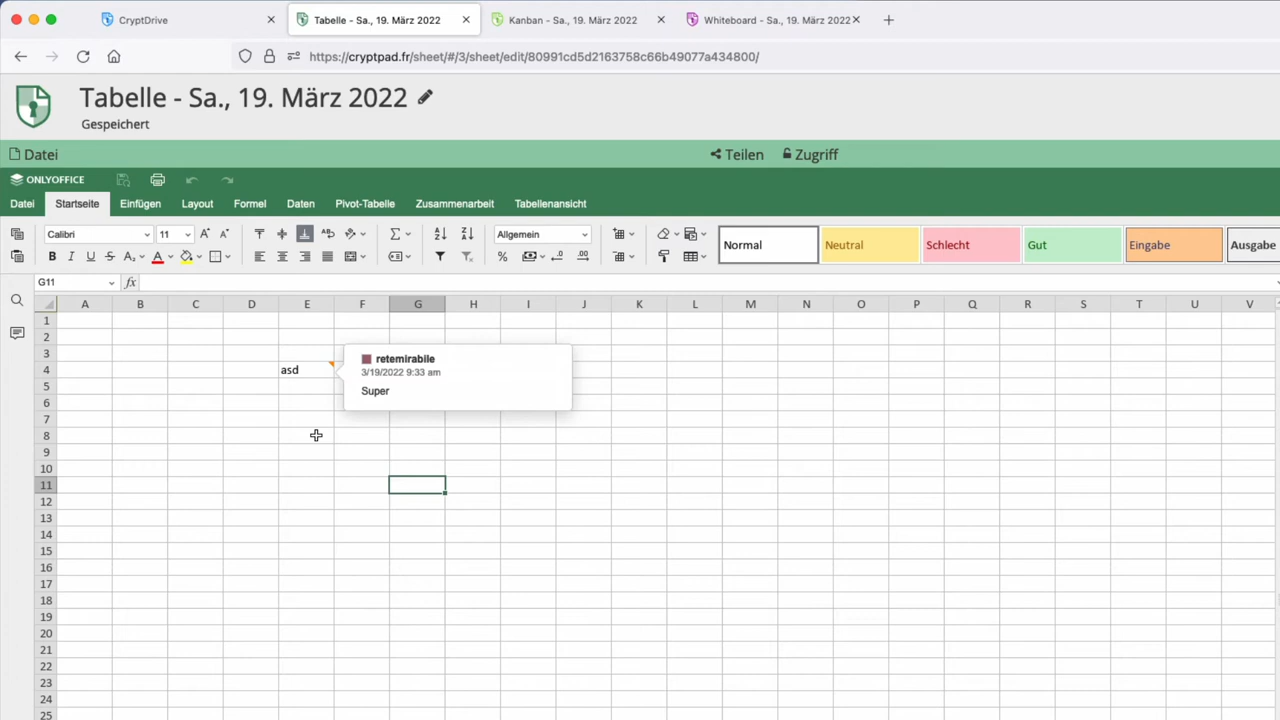 CryptDrive
Tabelle - Sa., 19. März 2022
Kanban - Sa., 19. März 2022
Whiteboard - Sa., 19. März 2022
https://cryptpad.fr/sheet/#/3/sheet/edit/80991cd5d2163758c66b49077a434800/
Tabelle - Sa., 19. März 2022
Gespeichert
Datei
Teilen
Zugriff
ONLYOFFICE
Datei Startseite Einfügen Layout Formel Daten Pivot-Tabelle Zusammenarbeit Tabellenansicht
Calibri 11 Allgemein
Normal Neutral Schlecht Gut Eingabe Ausgabe
G11 fx
A B C D E F G H I J K L M N O P Q R S T U V
1
2
3
4 asd
5
6
7
8
9
10
11
12
13
14
15
16
17
18
19
20
21
22
23
24
25
retemirabile
3/19/2022 9:33 am
Super